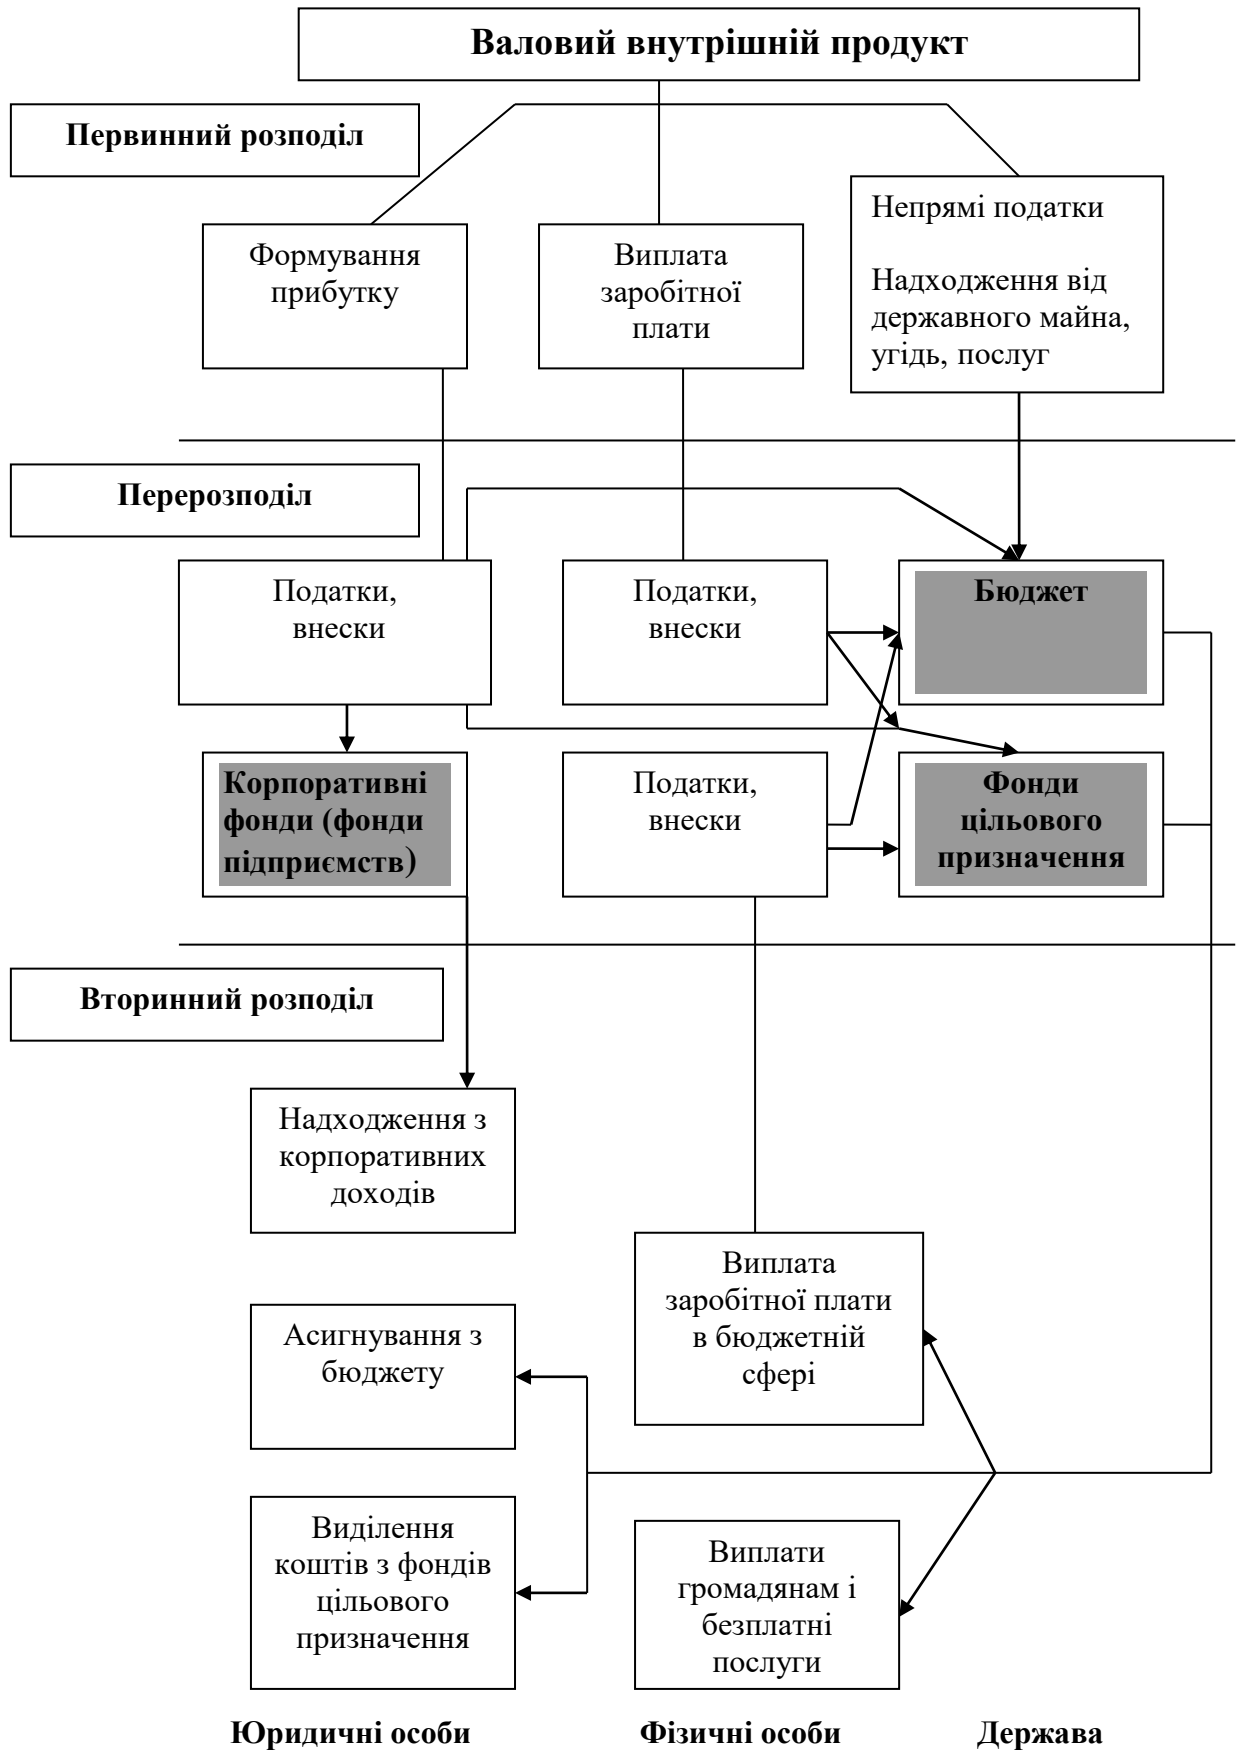 Валовий внутрішній продукт
Первинний розподіл
Формування
прибутку
Виплата
заробітної
плати
Непрямі податки
Надходження від
державного майна,
угідь, послуг
Перерозподіл
Податки,
внески
Податки,
внески
Бюджет
Корпоративні
фонди (фонди
підприємств)
Податки,
внески
Фонди
цільового
призначення
Вторинний розподіл
Надходження з
корпоративних
доходів
Виплата
заробітної плати
в бюджетній
сфері
Асигнування з
бюджету
Виділення
коштів з фондів
цільового
призначення
Виплати
громадянам і
безплатні
послуги
Юридичні особи
Фізичні особи
Держава